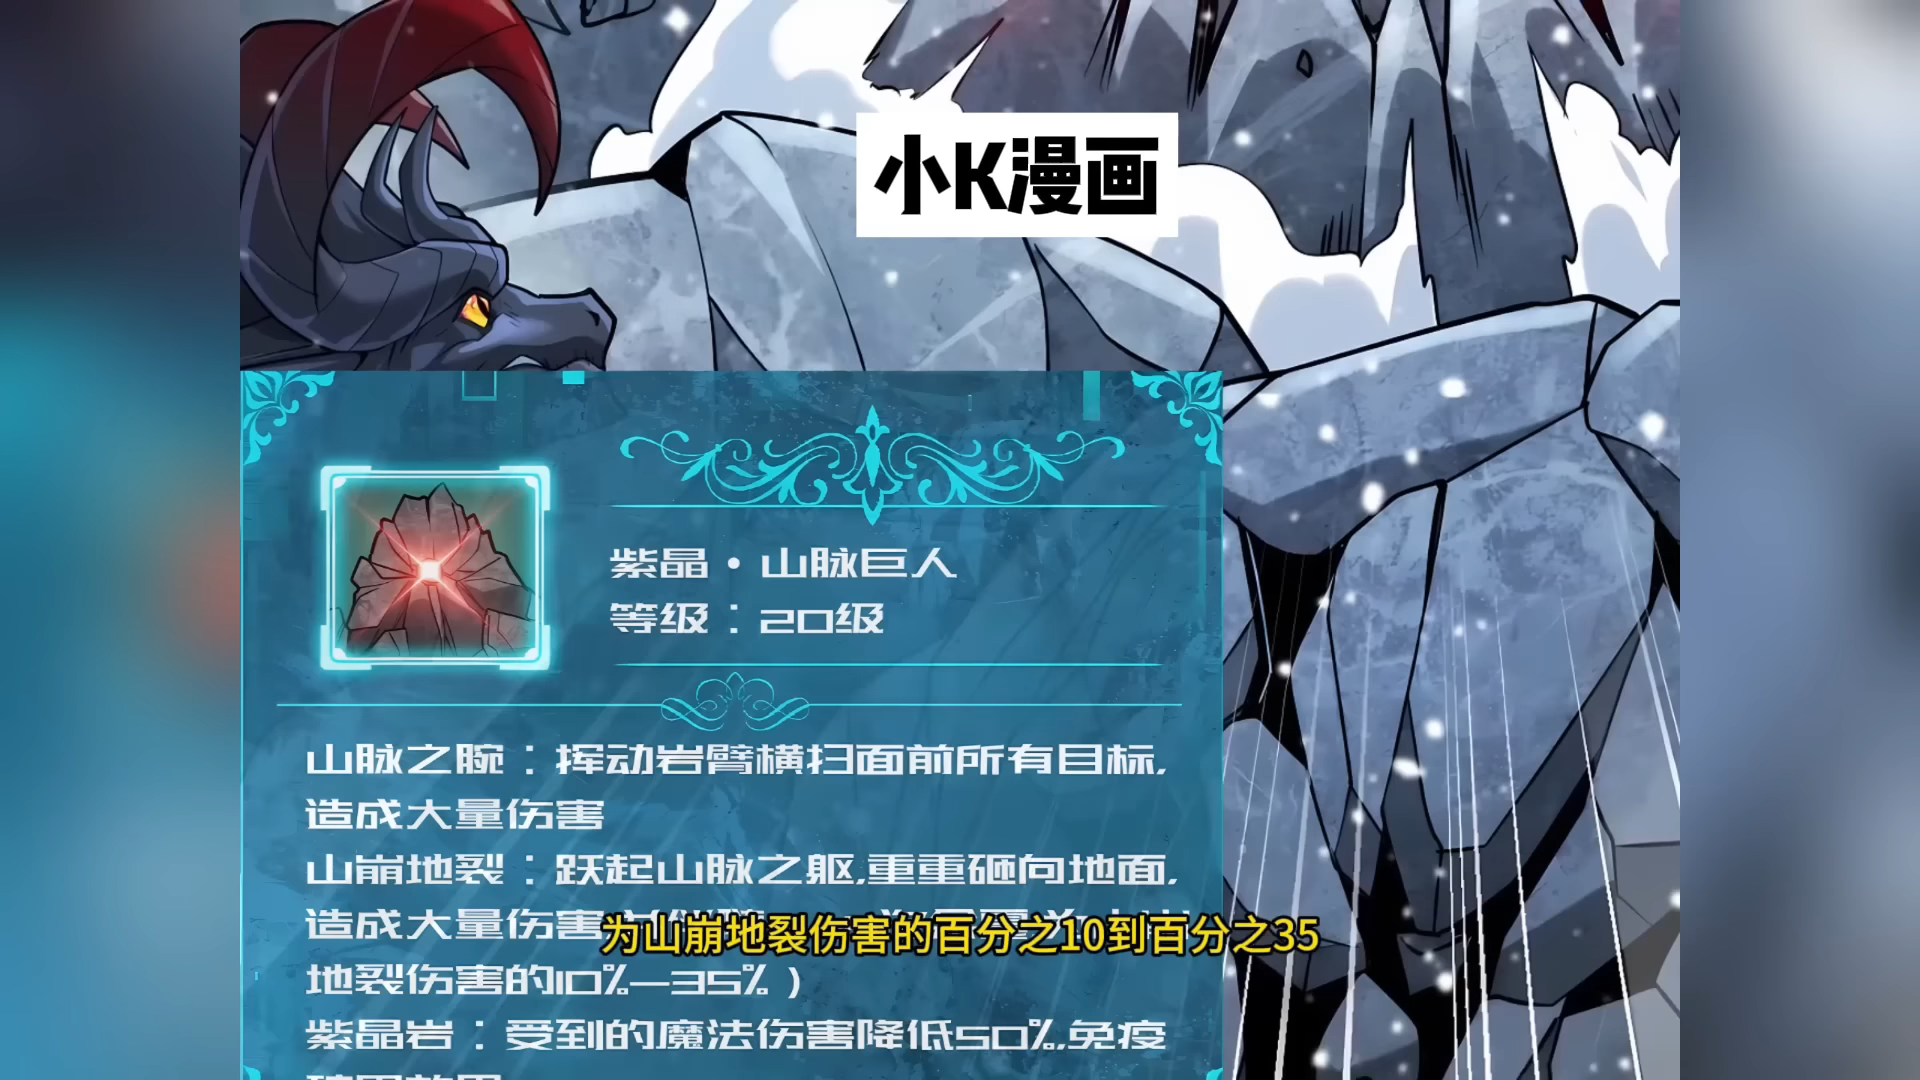 小K漫画
紫晶·山脉巨人
等级：20级
山脉之腕：挥动岩臂横扫面前所有目标,
造成大量伤害
山崩地裂：跃起山脉之躯,重重砸向地面,
造成大量伤害
为山崩地裂伤害的百分之10到百分之35
地裂伤害的10%—35%）
紫晶岩：受到的魔法伤害降低50%,免疫